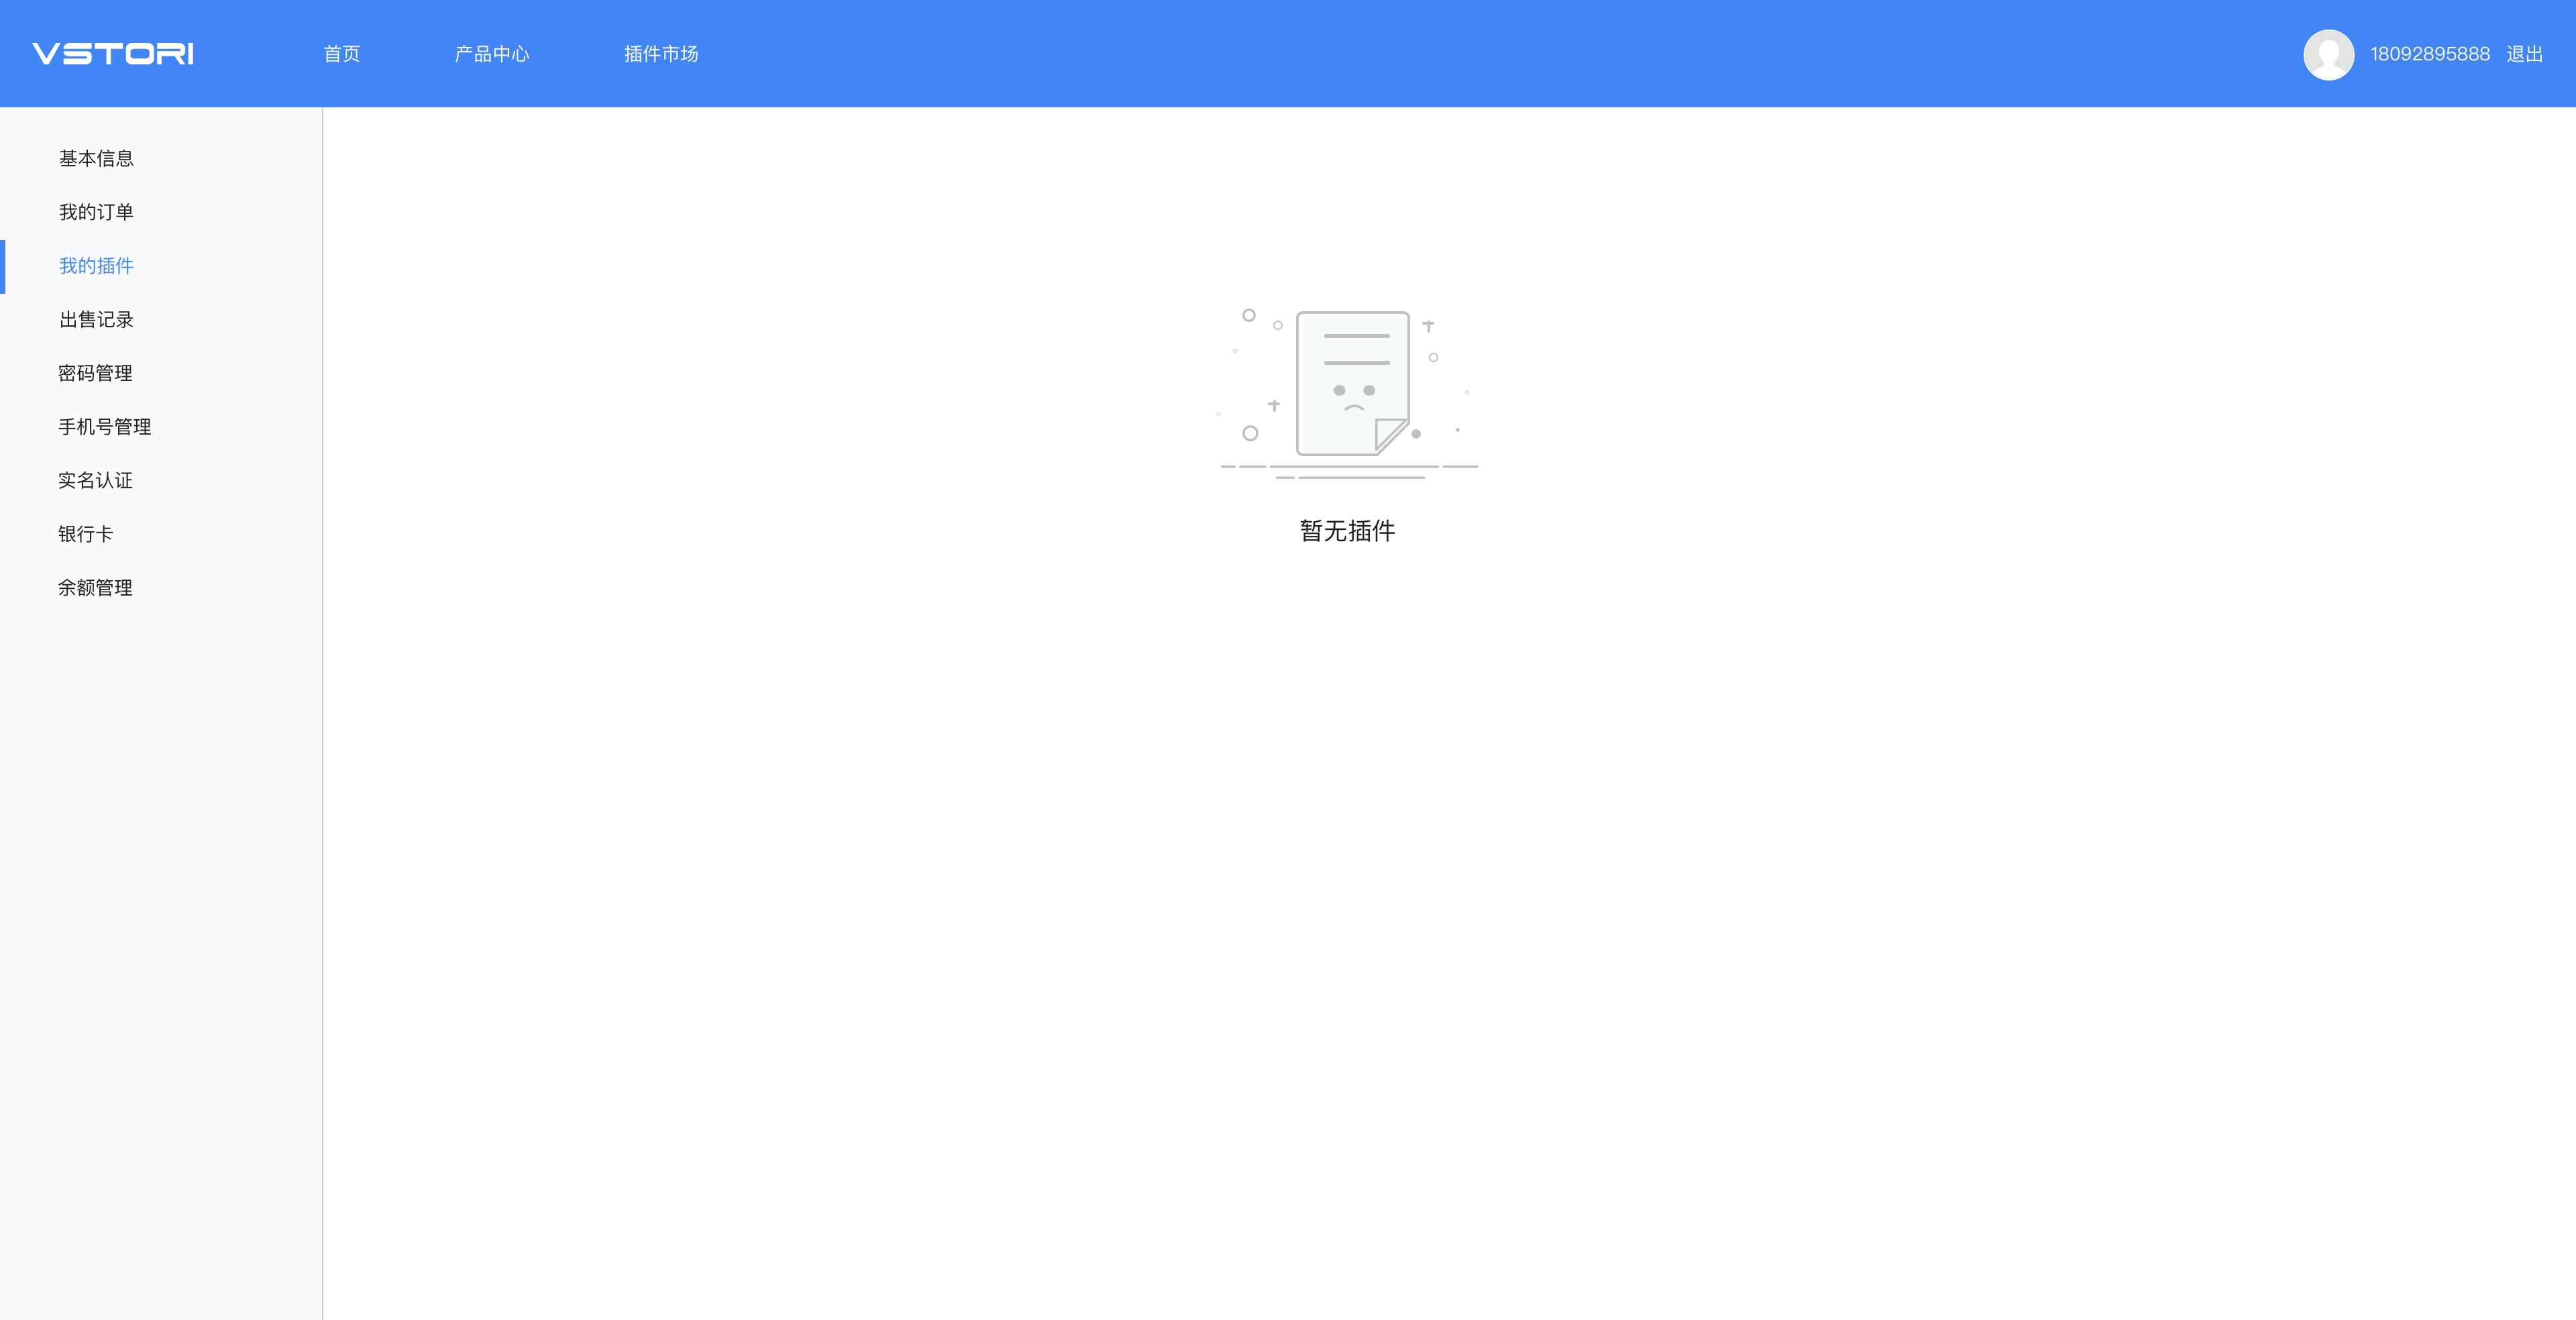 VSTORI 首页 产品中心 插件市场 18092895888 退出
基本信息
我的订单
我的插件
出售记录
密码管理
手机号管理
实名认证
银行卡
余额管理
暂无插件